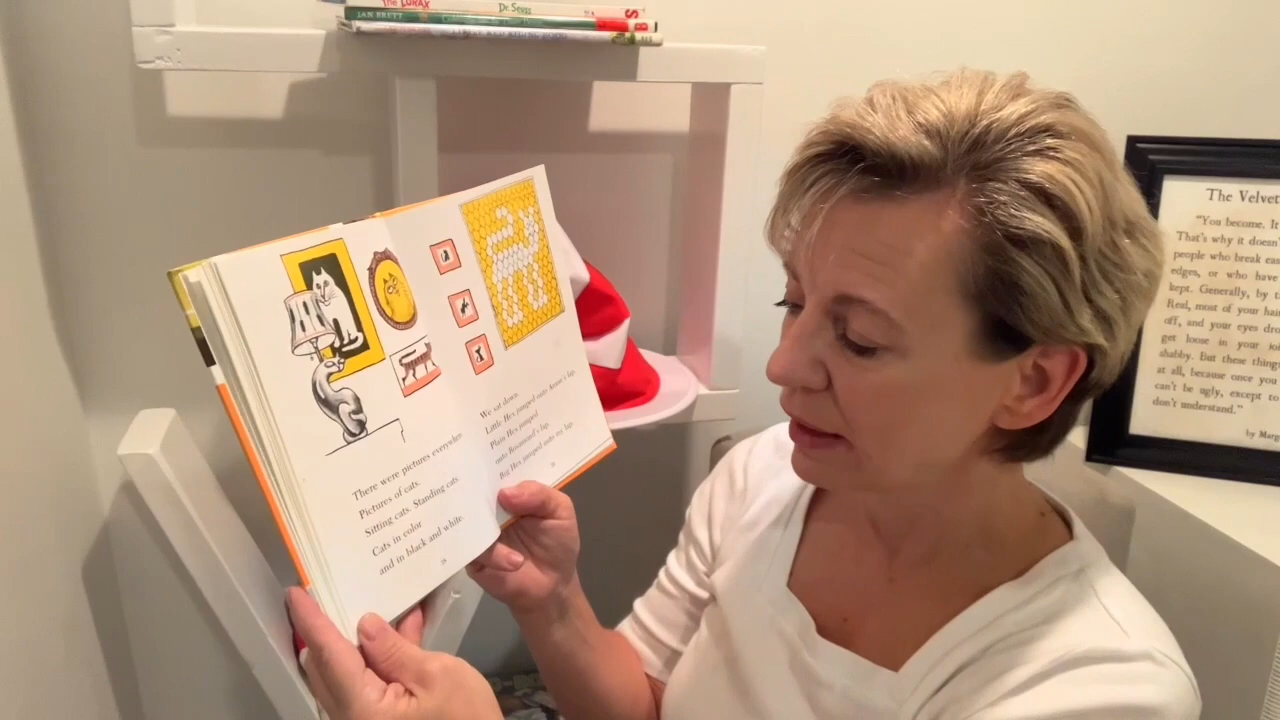 The LORAX Dr. Seuss
JAN BRETT
There were pictures everywhere
Pictures of cats.
Sitting cats. Standing cats
Cats in color
and in black and white.
We sat down.
Little Hex jumped onto Annie's lap.
Plain Hex jumped
onto Rosamond's lap.
Big Hex jumped onto my lap.
The Velvet
"You become. It
That's why it doesn'
people who break eas
edges, or who have
kept. Generally, by
Real, most of your hai
off, and your eyes dro
get loose in your joi
shabby. But these thing
at all, because once you
can't be ugly, except to
don't understand."
by Marg